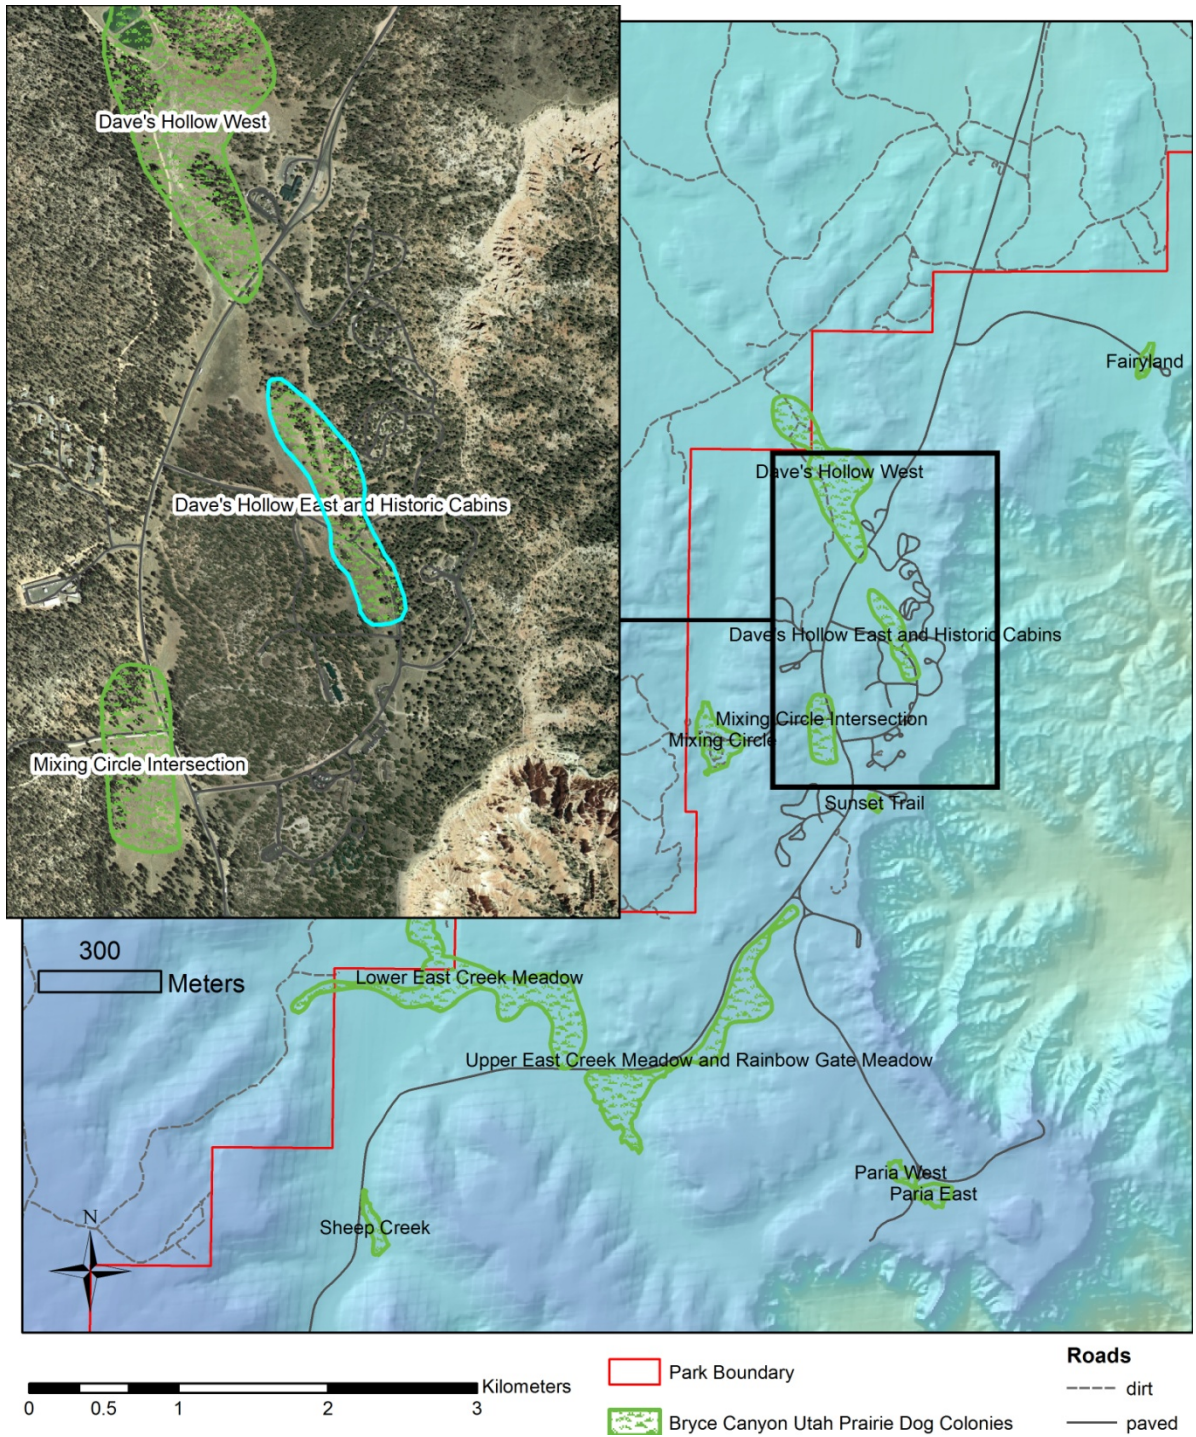 Dave's Hollow West
Dave's Hollow East and Historic Cabins
Mixing Circle Intersection
Fairyland
Dave's Hollow West
Dave's Hollow East and Historic Cabins
Mixing Circle Intersection
Mixing Circle
Sunset Trail
300
Meters
Lower East Creek Meadow
Upper East Creek Meadow and Rainbow Gate Meadow
Paria West
Paria East
Sheep Creek
N
Kilometers
0 0.5 1 2 3
Park Boundary
Bryce Canyon Utah Prairie Dog Colonies
Roads
dirt
paved